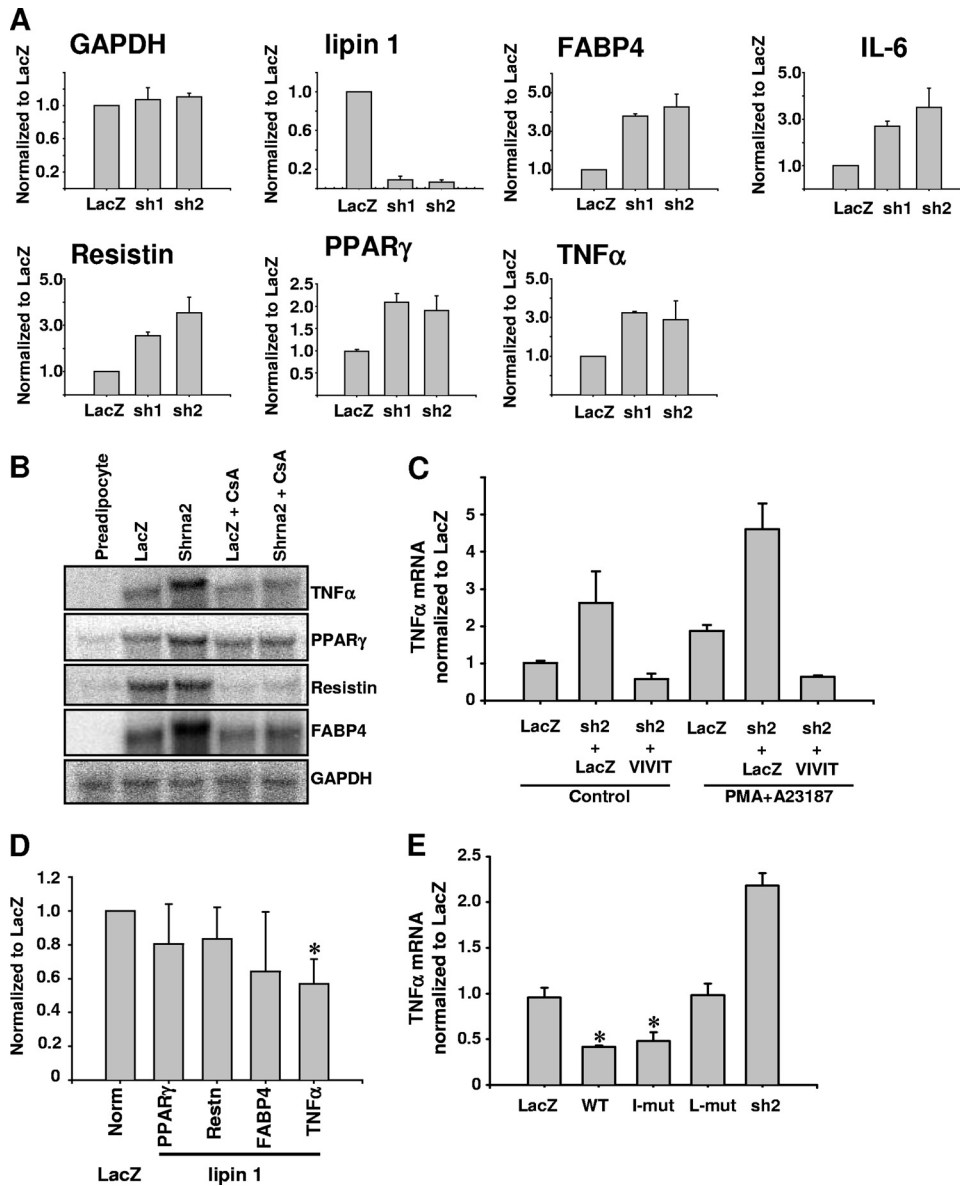 A
GAPDH
Normalized to LacZ
1.0
0.6
0.2
LacZ sh1 sh2
lipin 1
Normalized to LacZ
1.0
0.6
0.2
LacZ sh1 sh2
FABP4
Normalized to LacZ
5.0
3.0
1.0
LacZ sh1 sh2
IL-6
Normalized to LacZ
5.0
3.0
1.0
LacZ sh1 sh2
Resistin
Normalized to LacZ
5.0
3.0
1.0
LacZ sh1 sh2
PPARγ
Normalized to LacZ
2.5
2.0
1.5
1.0
0.5
LacZ sh1 sh2
TNFα
Normalized to LacZ
5.0
3.0
1.0
LacZ sh1 sh2
B
Preadipocyte
LacZ
Shrna2
LacZ + CsA
Shrna2 + CsA
TNFα
PPARγ
Resistin
FABP4
GAPDH
C
TNFα mRNA
normalized to LacZ
5
4
3
2
1
0
LacZ
sh2
+
LacZ
sh2
+
VIVIT
LacZ
sh2
+
LacZ
sh2
+
VIVIT
Control
PMA+A23187
D
Normalized to LacZ
1.2
1.0
0.8
0.6
0.4
0.2
0
*
Norm
PPARγ
Restn
FABP4
TNFα
LacZ
lipin 1
E
TNFα mRNA
normalized to LacZ
2.5
2.0
1.5
1.0
0.5
0
* *
LacZ WT I-mut L-mut sh2